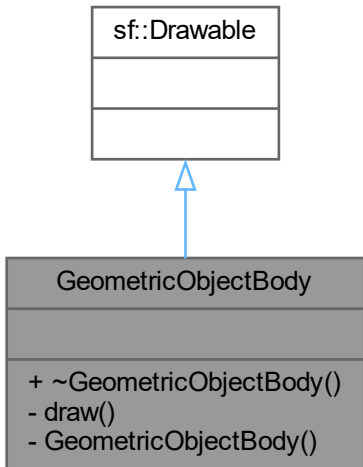 sf::Drawable
GeometricObjectBody
+ ~GeometricObjectBody()
- draw()
- GeometricObjectBody()